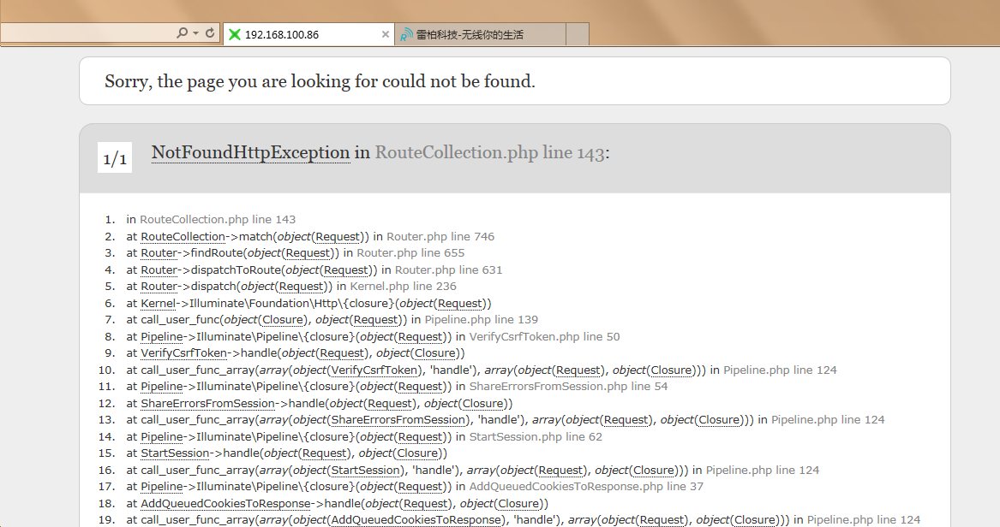 192.168.100.86
雷柏科技-无线你的生活
Sorry, the page you are looking for could not be found.
1/1
NotFoundHttpException in RouteCollection.php line 143:
1. in RouteCollection.php line 143
2. at RouteCollection->match(object(Request)) in Router.php line 746
3. at Router->findRoute(object(Request)) in Router.php line 655
4. at Router->dispatchToRoute(object(Request)) in Router.php line 631
5. at Router->dispatch(object(Request)) in Kernel.php line 236
6. at Kernel->Illuminate\Foundation\Http\{closure}(object(Request))
7. at call_user_func(object(Closure), object(Request)) in Pipeline.php line 139
8. at Pipeline->Illuminate\Pipeline\{closure}(object(Request)) in VerifyCsrfToken.php line 50
9. at VerifyCsrfToken->handle(object(Request), object(Closure))
10. at call_user_func_array(array(object(VerifyCsrfToken), 'handle'), array(object(Request), object(Closure))) in Pipeline.php line 124
11. at Pipeline->Illuminate\Pipeline\{closure}(object(Request)) in ShareErrorsFromSession.php line 54
12. at ShareErrorsFromSession->handle(object(Request), object(Closure))
13. at call_user_func_array(array(object(ShareErrorsFromSession), 'handle'), array(object(Request), object(Closure))) in Pipeline.php line 124
14. at Pipeline->Illuminate\Pipeline\{closure}(object(Request)) in StartSession.php line 62
15. at StartSession->handle(object(Request), object(Closure))
16. at call_user_func_array(array(object(StartSession), 'handle'), array(object(Request), object(Closure))) in Pipeline.php line 124
17. at Pipeline->Illuminate\Pipeline\{closure}(object(Request)) in AddQueuedCookiesToResponse.php line 37
18. at AddQueuedCookiesToResponse->handle(object(Request), object(Closure))
19. at call_user_func_array(array(object(AddQueuedCookiesToResponse), 'handle'), array(object(Request), object(Closure))) in Pipeline.php line 124